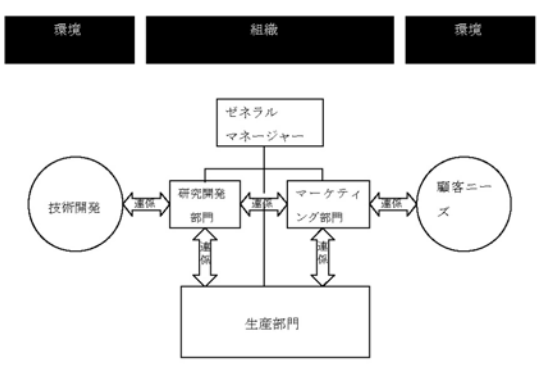 環境
組織
環境
ゼネラル
マネージャー
技術開発
連係
研究開発
部門
連係
マーケティ
ング部門
連係
顧客ニー
ズ
連
係
連
係
生産部門